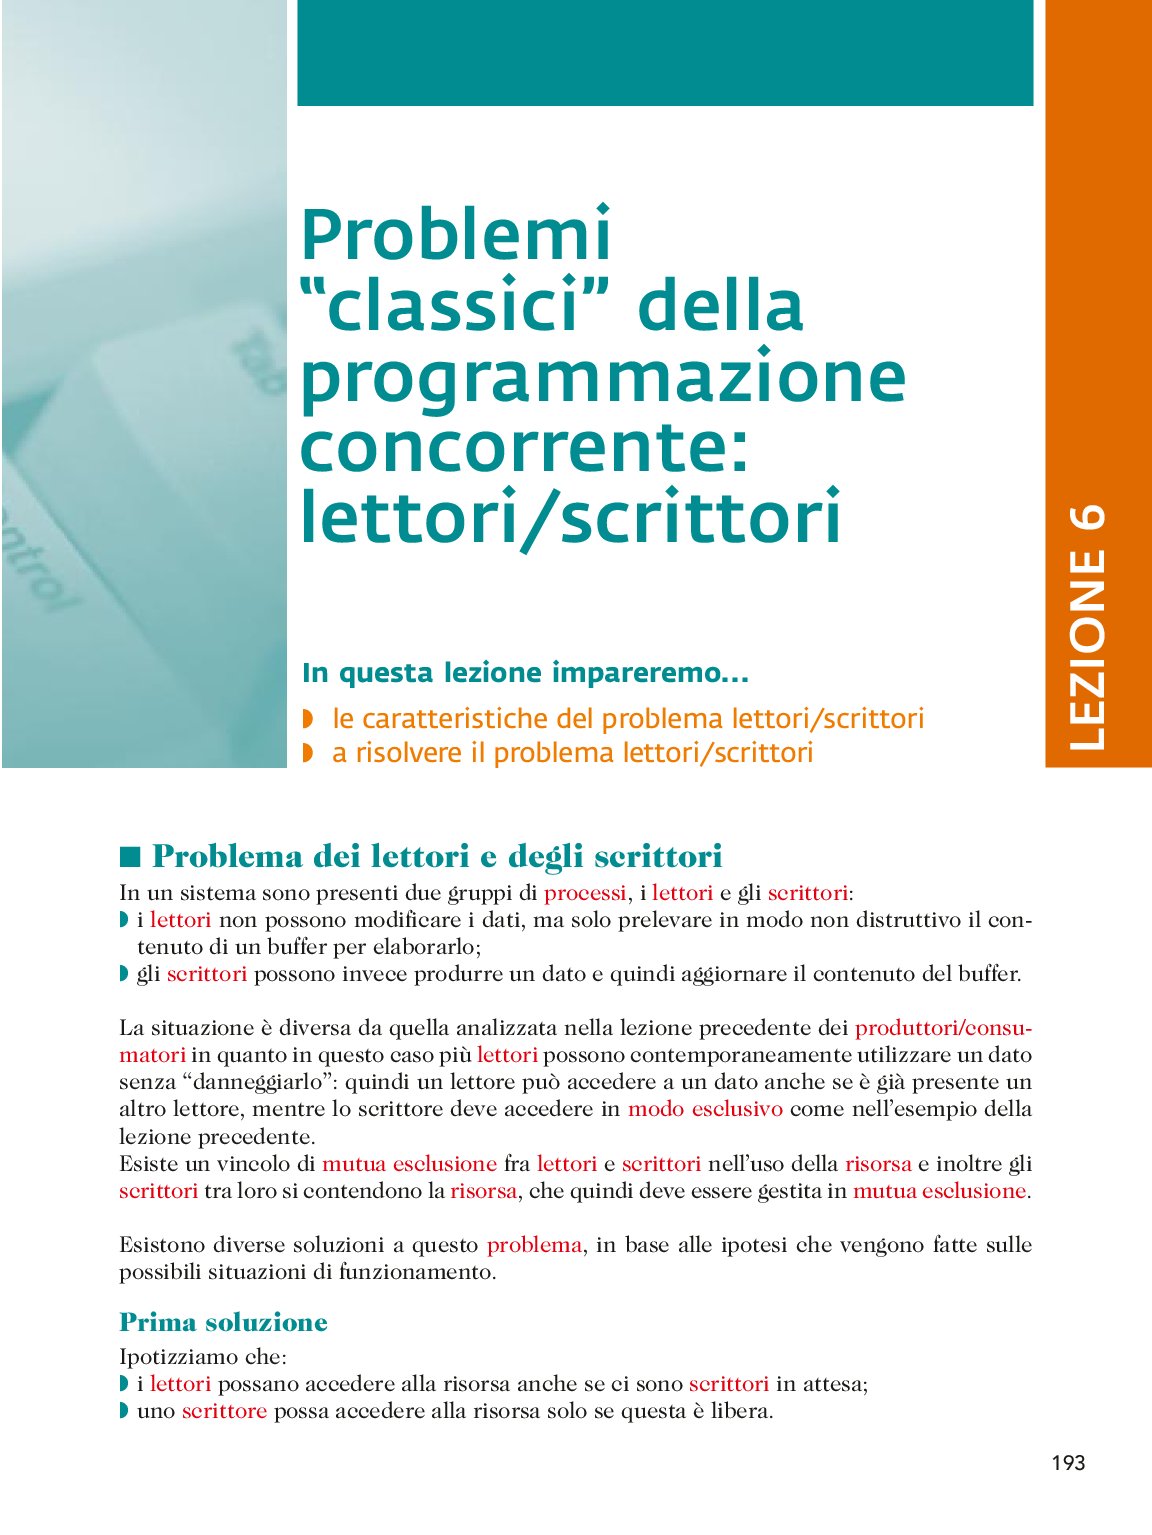 Problemi
“classici” della
programmazione
concorrente:
lettori/scrittori
LEZIONE 6
Tab
ontrol
In questa lezione impareremo...
◗ le caratteristiche del problema lettori/scrittori
◗ a risolvere il problema lettori/scrittori
■ Problema dei lettori e degli scrittori
In un sistema sono presenti due gruppi di processi, i lettori e gli scrittori:
◗ i lettori non possono modificare i dati, ma solo prelevare in modo non distruttivo il con-
tenuto di un buffer per elaborarlo;
◗ gli scrittori possono invece produrre un dato e quindi aggiornare il contenuto del buffer.
La situazione è diversa da quella analizzata nella lezione precedente dei produttori/consu-
matori in quanto in questo caso più lettori possono contemporaneamente utilizzare un dato
senza “danneggiarlo”: quindi un lettore può accedere a un dato anche se è già presente un
altro lettore, mentre lo scrittore deve accedere in modo esclusivo come nell’esempio della
lezione precedente.
Esiste un vincolo di mutua esclusione fra lettori e scrittori nell’uso della risorsa e inoltre gli
scrittori tra loro si contendono la risorsa, che quindi deve essere gestita in mutua esclusione.
Esistono diverse soluzioni a questo problema, in base alle ipotesi che vengono fatte sulle
possibili situazioni di funzionamento.
Prima soluzione
Ipotizziamo che:
◗ i lettori possano accedere alla risorsa anche se ci sono scrittori in attesa;
◗ uno scrittore possa accedere alla risorsa solo se questa è libera.
193